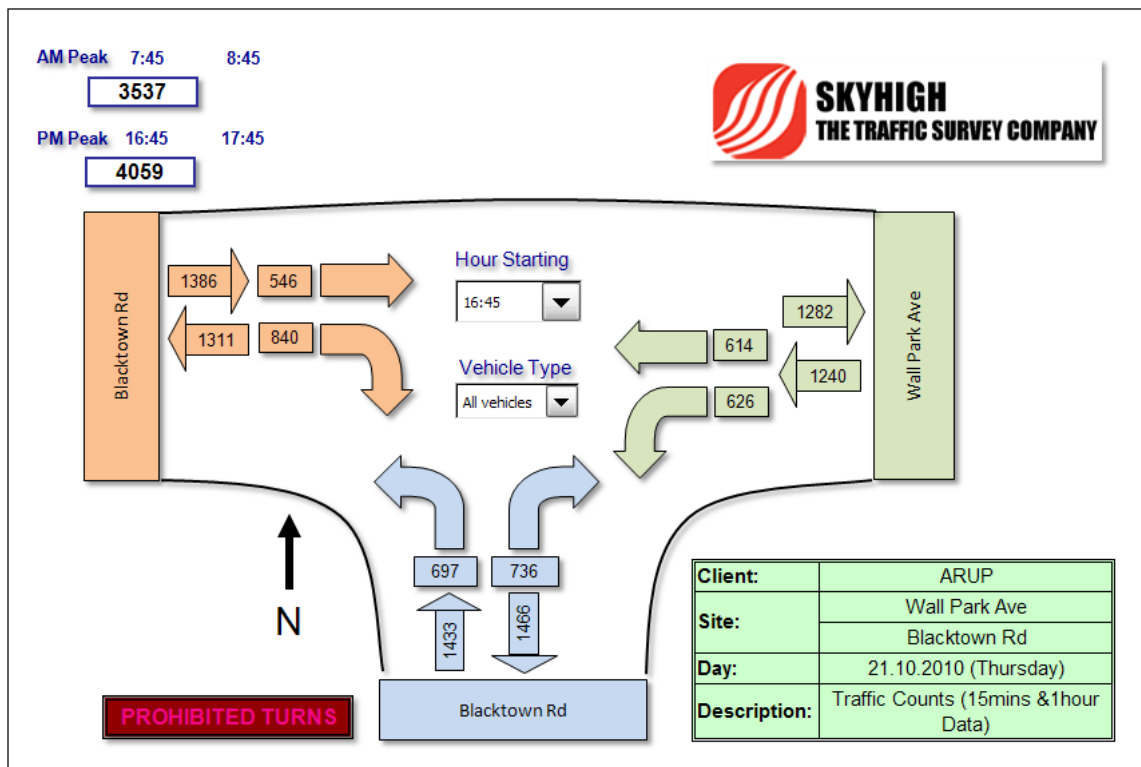 AM Peak 7:45 8:45
3537
PM Peak 16:45 17:45
4059
SKYHIGH
THE TRAFFIC SURVEY COMPANY
Blacktown Rd
1386 546
1311 840
Hour Starting
16:45
Vehicle Type
All vehicles
1282
614
1240
626
Wall Park Ave
697 736
1433 1466
Blacktown Rd
N
PROHIBITED TURNS
Client: ARUP
Site: Wall Park Ave
Blacktown Rd
Day: 21.10.2010 (Thursday)
Description: Traffic Counts (15mins &1hour
Data)